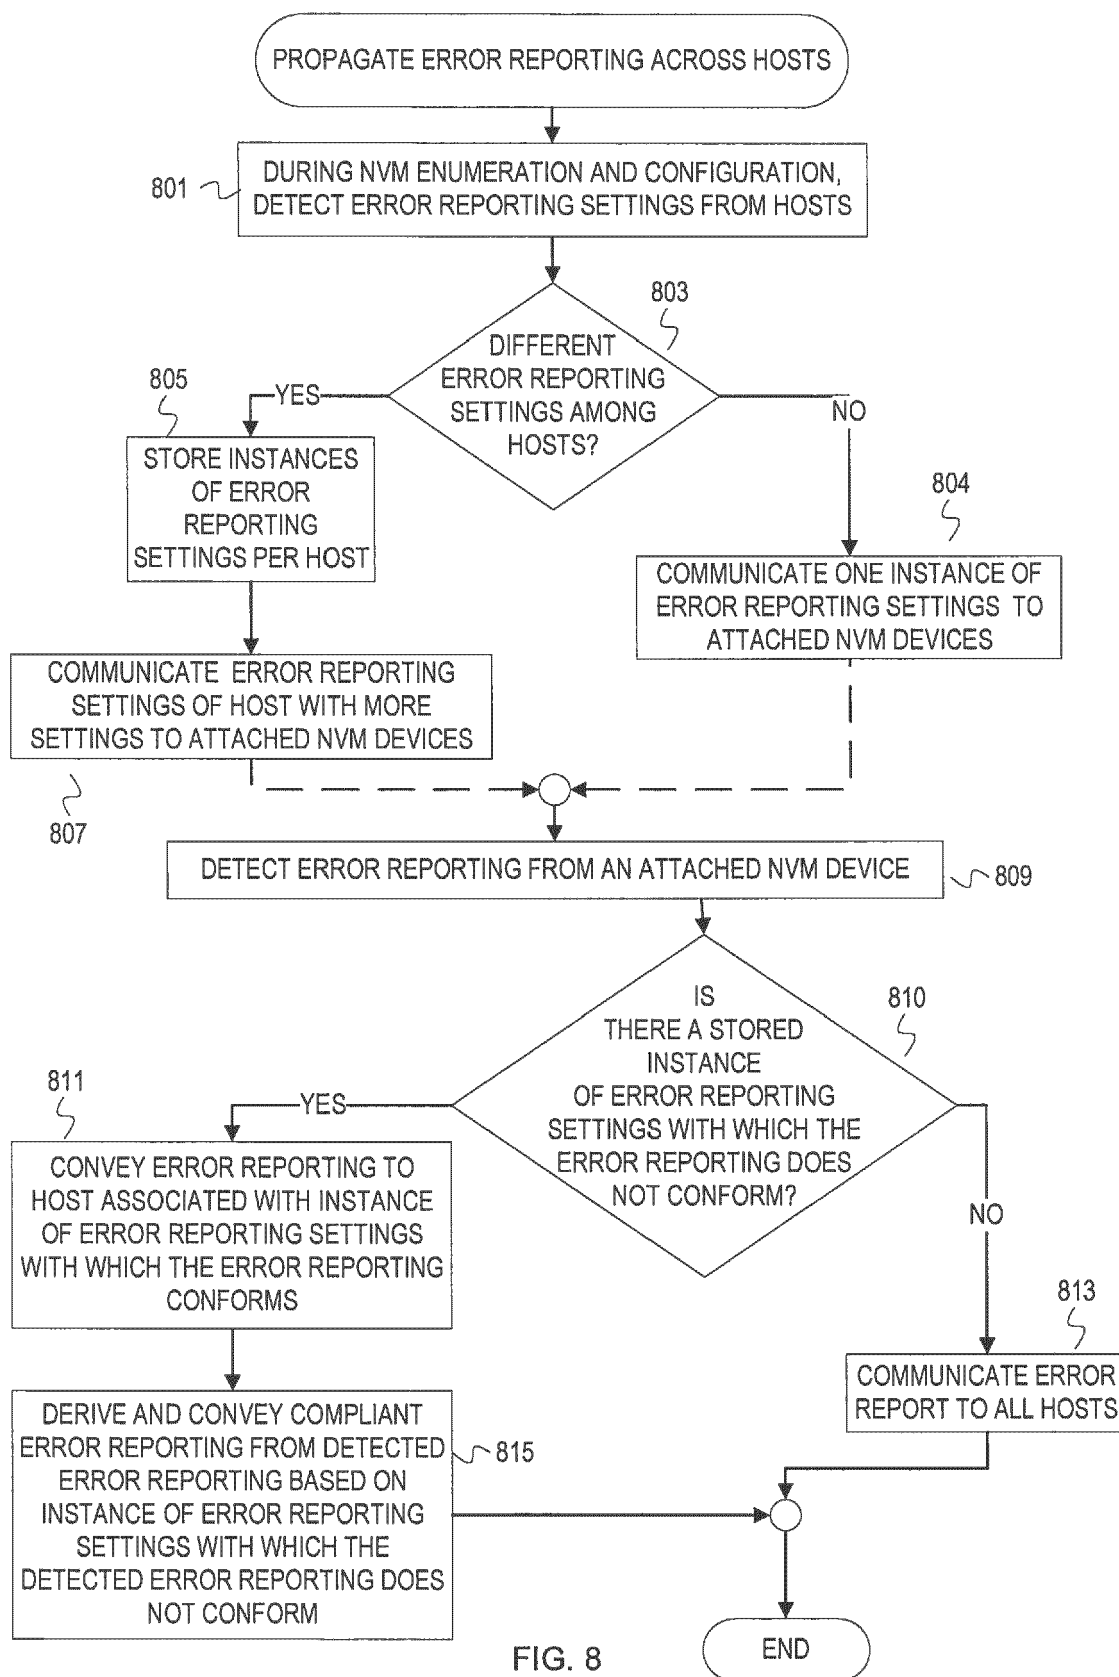 PROPAGATE ERROR REPORTING ACROSS HOSTS
801
DURING NVM ENUMERATION AND CONFIGURATION,
DETECT ERROR REPORTING SETTINGS FROM HOSTS
803
DIFFERENT
ERROR REPORTING
SETTINGS AMONG
HOSTS?
YES
NO
805
STORE INSTANCES
OF ERROR
REPORTING
SETTINGS PER HOST
804
COMMUNICATE ONE INSTANCE OF
ERROR REPORTING SETTINGS TO
ATTACHED NVM DEVICES
COMMUNICATE ERROR REPORTING
SETTINGS OF HOST WITH MORE
SETTINGS TO ATTACHED NVM DEVICES
807
DETECT ERROR REPORTING FROM AN ATTACHED NVM DEVICE
809
810
IS
THERE A STORED
INSTANCE
OF ERROR REPORTING
SETTINGS WITH WHICH THE
ERROR REPORTING DOES
NOT CONFORM?
YES
NO
811
CONVEY ERROR REPORTING TO
HOST ASSOCIATED WITH INSTANCE
OF ERROR REPORTING SETTINGS
WITH WHICH THE ERROR REPORTING
CONFORMS
813
COMMUNICATE ERROR
REPORT TO ALL HOSTS
DERIVE AND CONVEY COMPLIANT
ERROR REPORTING FROM DETECTED
ERROR REPORTING BASED ON
INSTANCE OF ERROR REPORTING
SETTINGS WITH WHICH THE
DETECTED ERROR REPORTING DOES
NOT CONFORM
815
END
FIG. 8